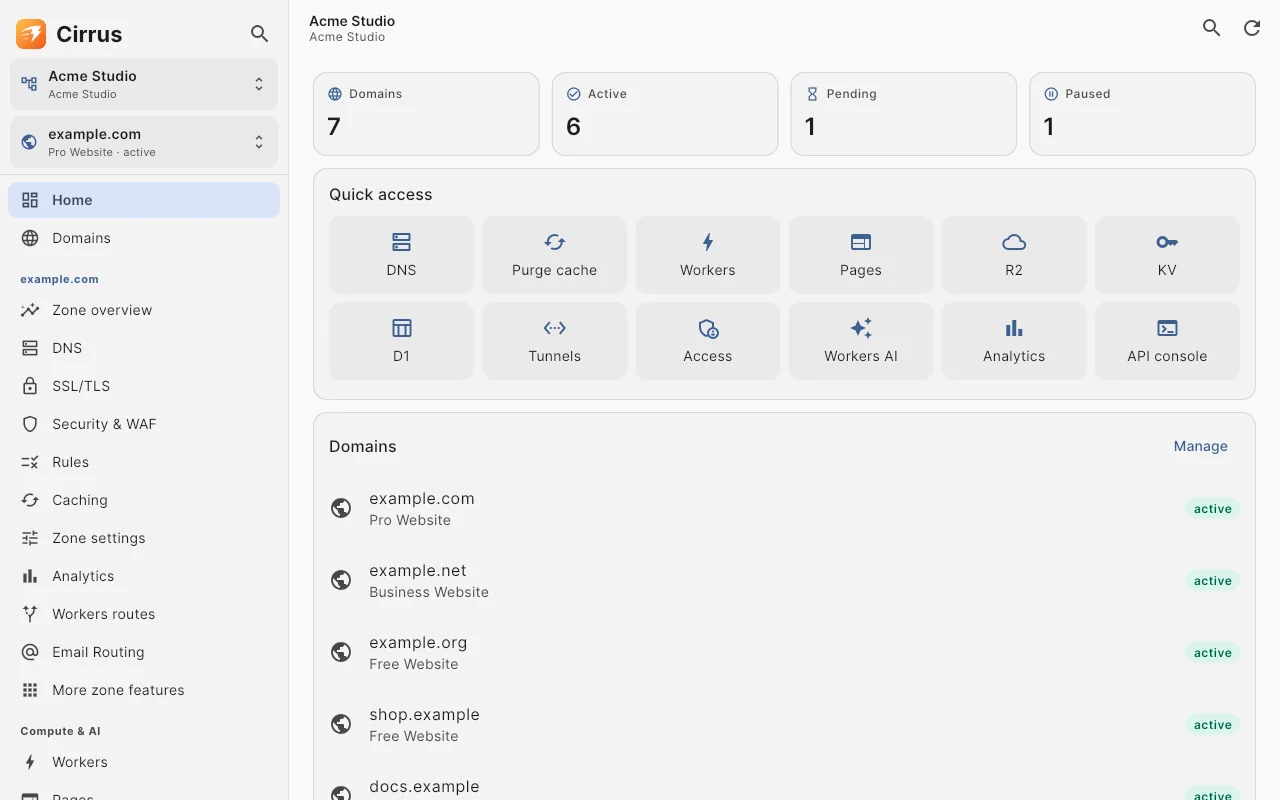 Cirrus
Acme Studio
Acme Studio
example.com
Pro Website · active
Home
Domains
example.com
Zone overview
DNS
SSL/TLS
Security & WAF
Rules
Caching
Zone settings
Analytics
Workers routes
Email Routing
More zone features
Compute & AI
Workers
Pages
Acme Studio
Acme Studio
Domains
7
Active
6
Pending
1
Paused
1
Quick access
DNS
Purge cache
Workers
Pages
R2
KV
D1
Tunnels
Access
Workers AI
Analytics
API console
Domains
Manage
example.com
Pro Website
active
example.net
Business Website
active
example.org
Free Website
active
shop.example
Free Website
active
docs.example
active